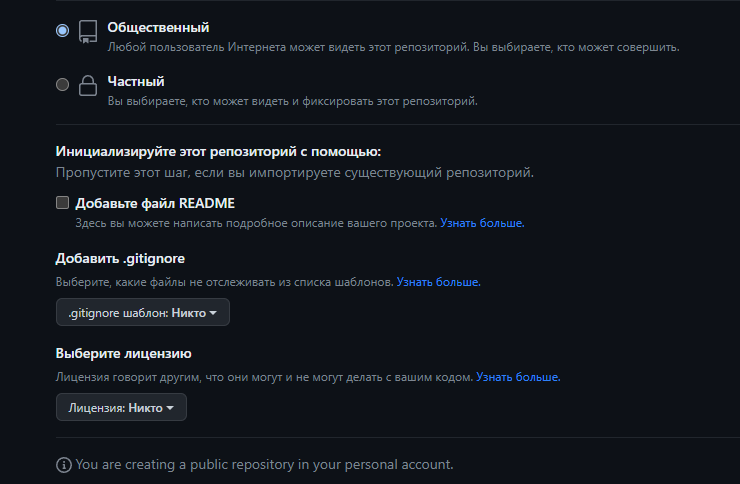 Общественный
Любой пользователь Интернета может видеть этот репозиторий. Вы выбираете, кто может совершить.
Частный
Вы выбираете, кто может видеть и фиксировать этот репозиторий.
Инициализируйте этот репозиторий с помощью:
Пропустите этот шаг, если вы импортируете существующий репозиторий.
Добавьте файл README
Здесь вы можете написать подробное описание вашего проекта. Узнать больше.
Добавить .gitignore
Выберите, какие файлы не отслеживать из списка шаблонов. Узнать больше.
.gitignore шаблон: Никто
Выберите лицензию
Лицензия говорит другим, что они могут и не могут делать с вашим кодом. Узнать больше.
Лицензия: Никто
You are creating a public repository in your personal account.